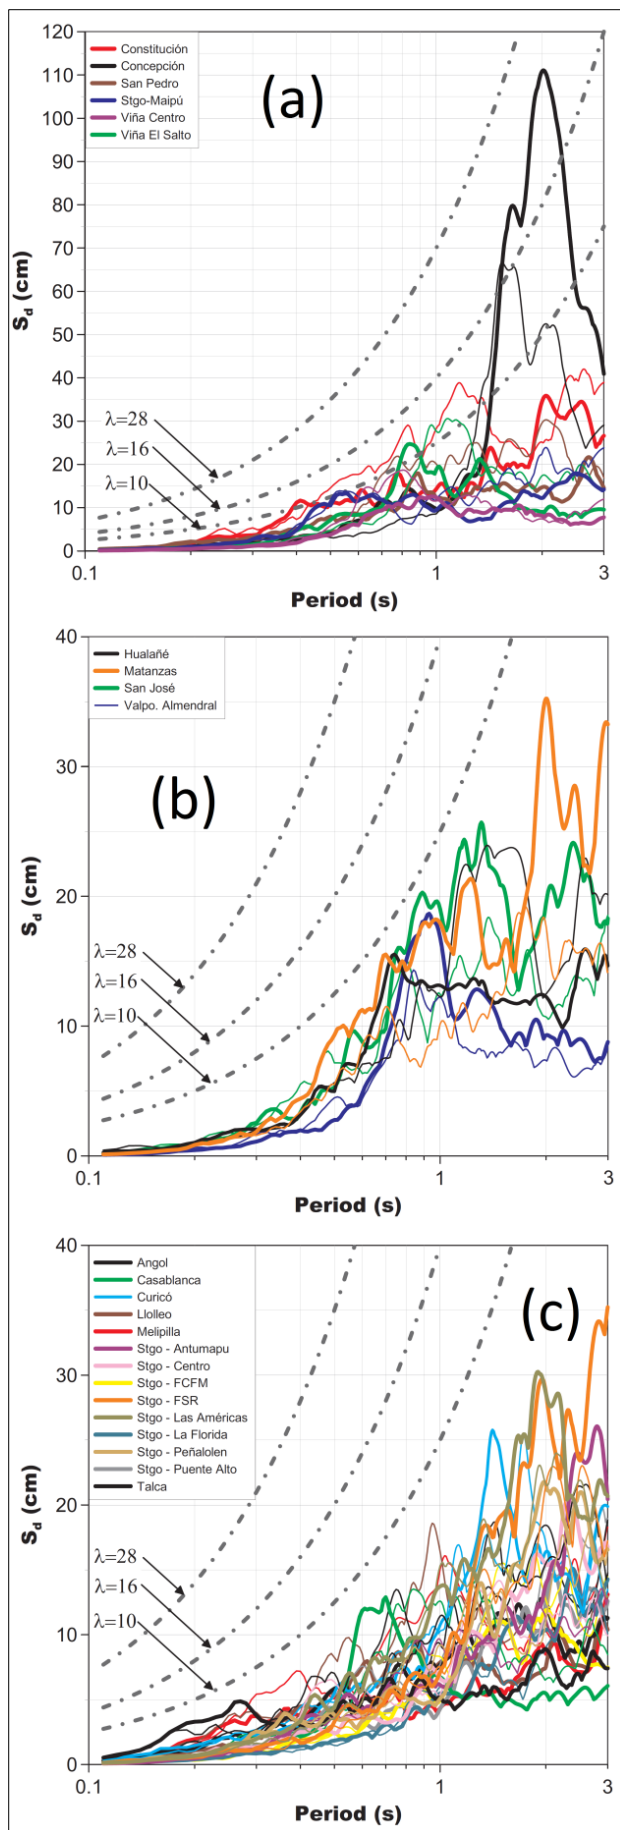 120
110
100
90
80
70
60
50
40
30
20
10
0
S_d (cm)
Constitución
Concepción
San Pedro
Stgo-Maipú
Viña Centro
Viña El Salto
(a)
λ=28
λ=16
λ=10
0.1 1 3
Period (s)
40
30
20
10
0
S_d (cm)
Hualañé
Matanzas
San José
Valpo. Almendral
(b)
λ=28
λ=16
λ=10
0.1 1 3
Period (s)
40
30
20
10
0
S_d (cm)
Angol
Casablanca
Curicó
Llolleo
Melipilla
Stgo - Antumapu
Stgo - Centro
Stgo - FCFM
Stgo - FSR
Stgo - Las Américas
Stgo - La Florida
Stgo - Peñalolen
Stgo - Puente Alto
Talca
(c)
λ=28
λ=16
λ=10
0.1 1 3
Period (s)